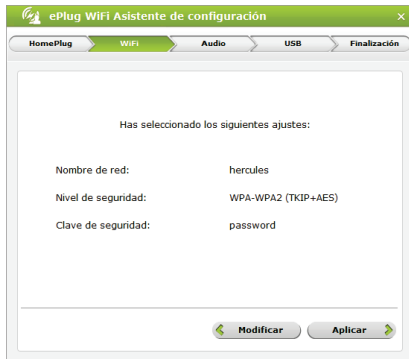 ePlug WiFi Asistente de configuración ×
HomePlug WiFi Audio USB Finalización
Has seleccionado los siguientes ajustes:
Nombre de red: hercules
Nivel de seguridad: WPA-WPA2 (TKIP+AES)
Clave de seguridad: password
Modificar Aplicar